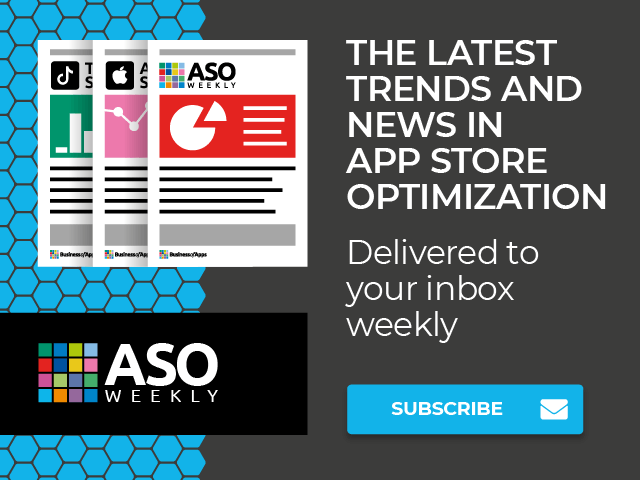 T
S
A
S
ASO
WEEKLY
BusinessofApps
BusinessofApps
BusinessofApps
ASO
WEEKLY
THE LATEST
TRENDS AND
NEWS IN
APP STORE
OPTIMIZATION
Delivered to
your inbox
weekly
SUBSCRIBE